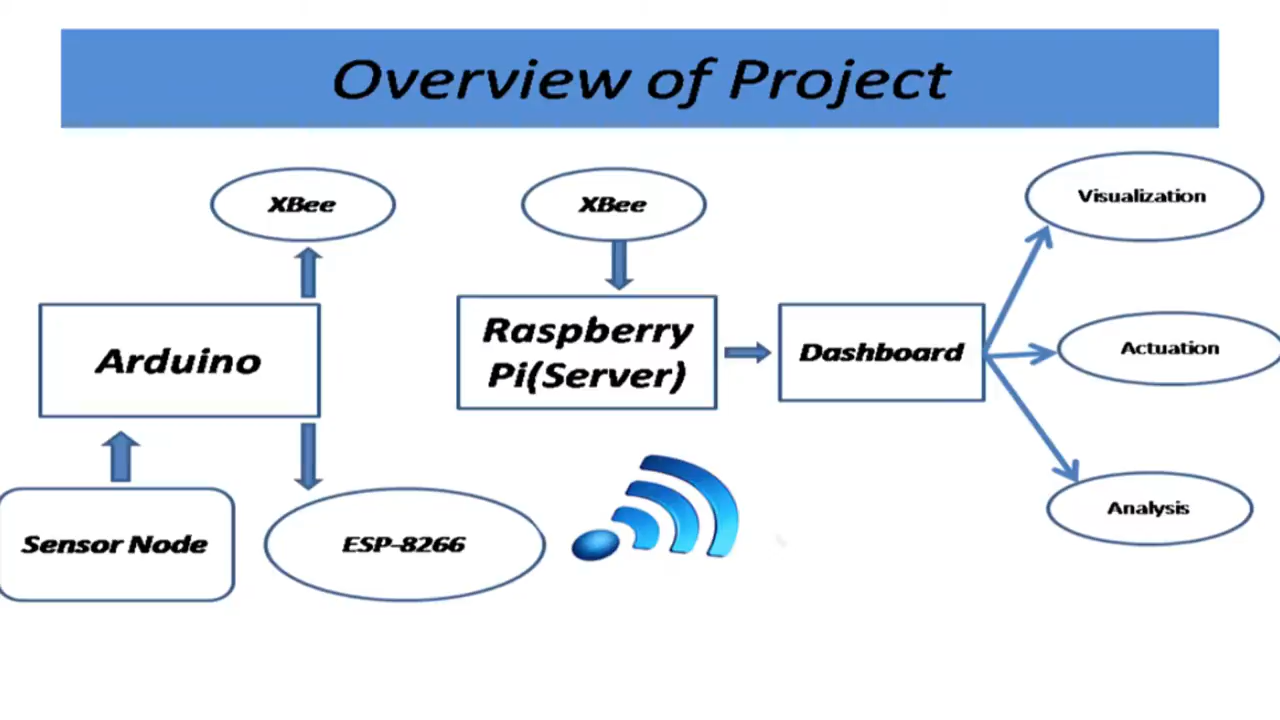 Overview of Project
XBee
XBee
Visualization
Arduino
Raspberry
Pi(Server)
Dashboard
Actuation
Sensor Node
ESP-8266
Analysis